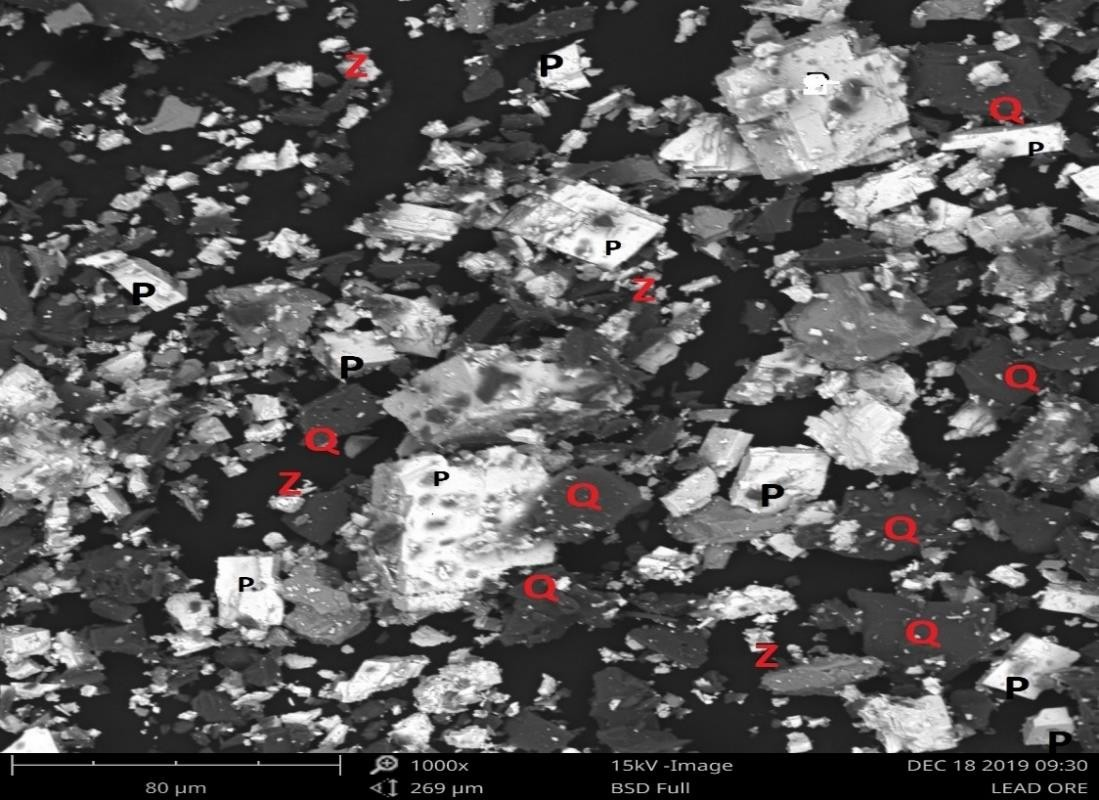 Z
P
Q
P
P
P
Z
P
Q
Q
P
Z
Q
P
Q
P
Q
P
Q
Z
P
P
80 µm
1000x
269 µm
15kV -Image
BSD Full
DEC 18 2019 09:30
LEAD ORE